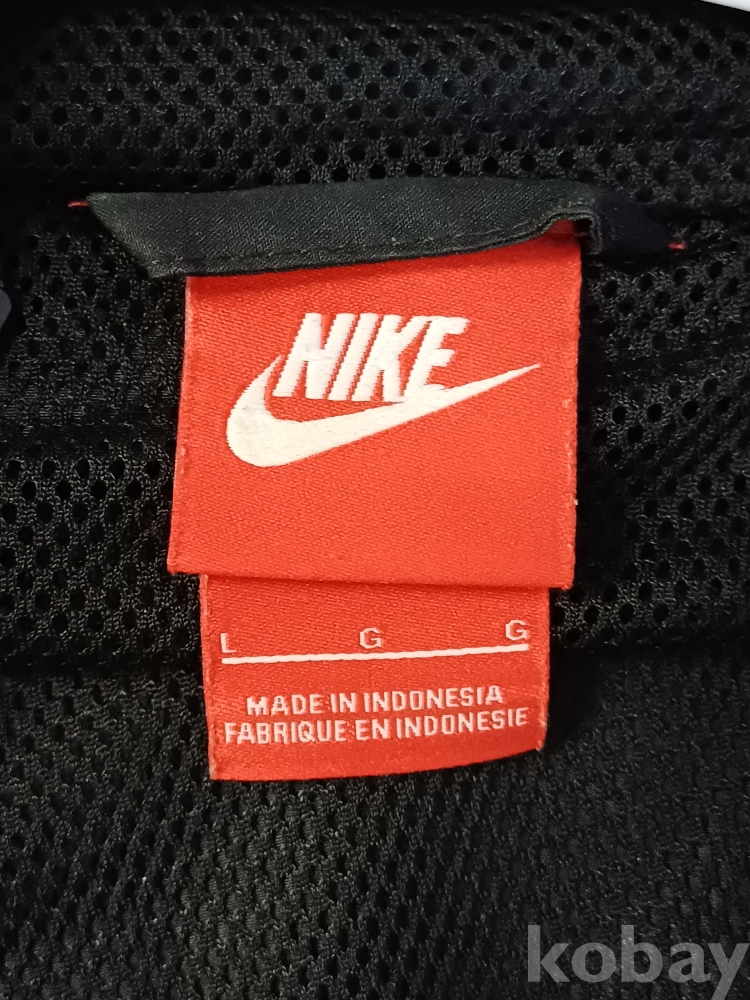 NIKE
L G G
MADE IN INDONESIA
FABRIQUE EN INDONESIE
kobay